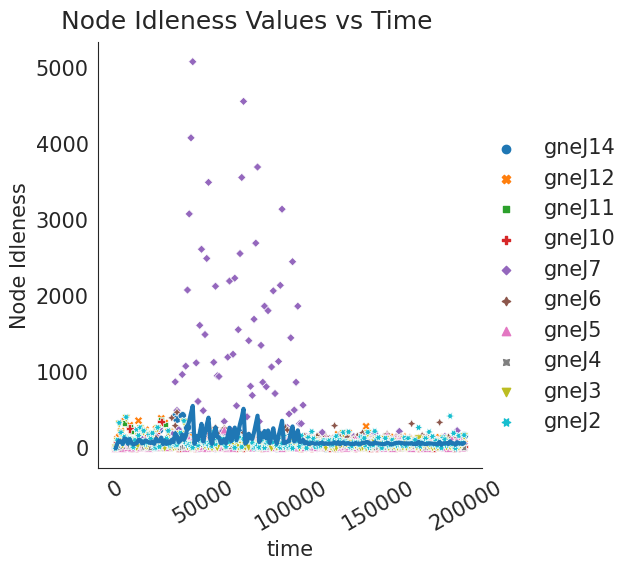 Node Idleness Values vs Time
5000
4000
3000
2000
1000
0
Node Idleness
0
50000
100000
150000
200000
time
gneJ14
gneJ12
gneJ11
gneJ10
gneJ7
gneJ6
gneJ5
gneJ4
gneJ3
gneJ2